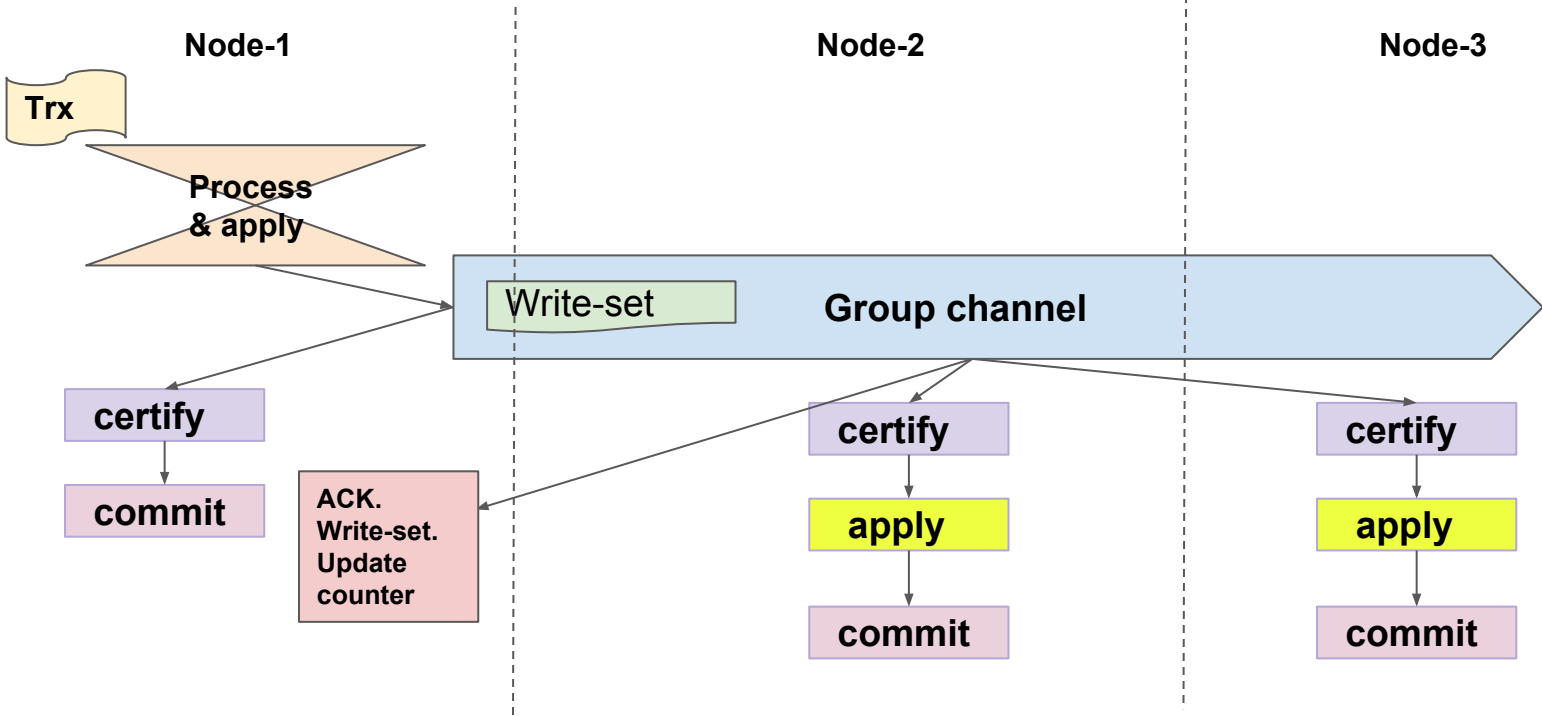 Node-1
Node-2
Node-3
Trx
Process
& apply
Write-set
Group channel
certify
commit
ACK.
Write-set.
Update
counter
certify
apply
commit
certify
apply
commit